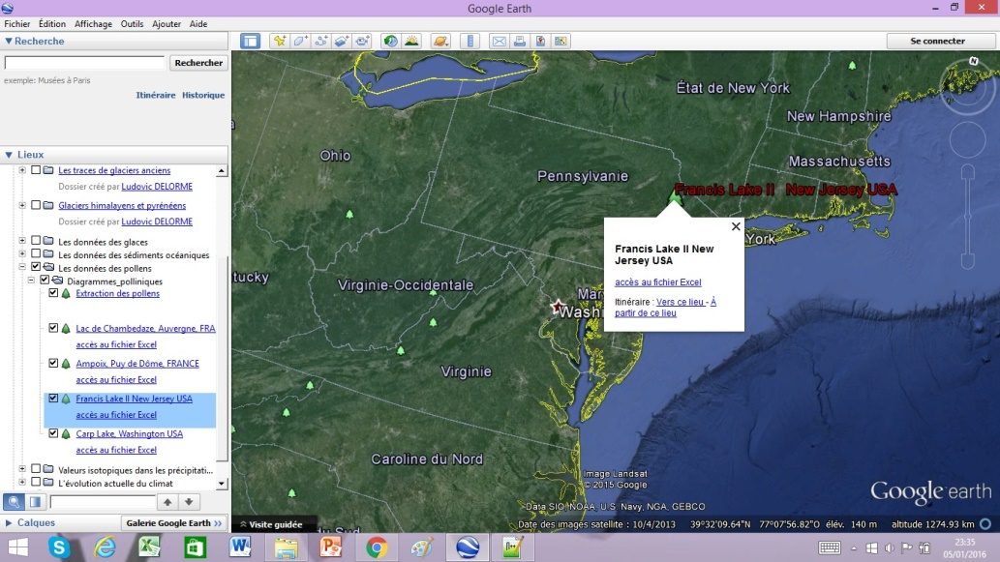 Google Earth
Fichier Édition Affichage Outils Ajouter Aide
Recherche
Rechercher
exemple: Musées à Paris
Itinéraire Historique
Lieux
Les traces de glaciers anciens
Dossier créé par Ludovic DELORME
Glaciers himalayens et pyrénéens
Dossier créé par Ludovic DELORME
Les données des glaces
Les données des sédiments océaniques
Les données des pollens
Diagrammes_polliniques
Extraction des pollens
Lac de Chambedaze, Auvergne, FRA
accès au fichier Excel
Ampoix, Puy de Dôme, FRANCE
accès au fichier Excel
Francis Lake II New Jersey USA
accès au fichier Excel
Carp Lake, Washington USA
accès au fichier Excel
Valeurs isotopiques dans les précipitati...
L'évolution actuelle du climat
Calques
Galerie Google Earth >>
Se connecter
N
État de New York
New Hampshire
Ohio
Massachusetts
Pennsylvanie
Francis Lake II New Jersey USA
York
Francis Lake II New
Jersey USA
accès au fichier Excel
Itinéraire : Vers ce lieu - À
partir de ce lieu
tucky
Virginie-Occidentale
Mar
Wash
Virginie
Caroline du Nord
Image Landsat
© 2015 Google
Data SIO, NOAA, U.S. Navy, NGA, GEBCO
Google earth
du Sud
Visite guidée
Date des images satellite : 10/4/2013 39°32'09.64"N 77°07'56.82"O élév. 140 m altitude 1274.93 km
23:35
05/01/2016